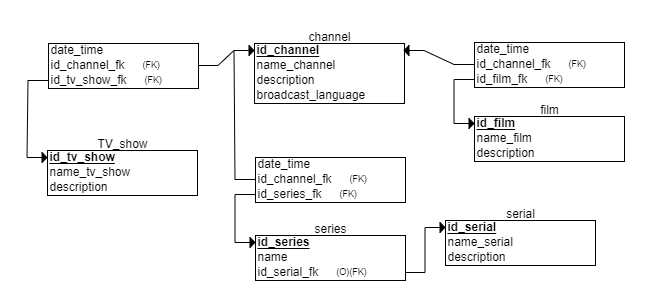 channel
date_time
id_channel_fk (FK)
id_tv_show_fk (FK)
id_channel
name_channel
description
broadcast_language
date_time
id_channel_fk (FK)
id_film_fk (FK)
film
id_film
name_film
description
TV_show
id_tv_show
name_tv_show
description
date_time
id_channel_fk (FK)
id_series_fk (FK)
series
id_series
name
id_serial_fk (O)(FK)
serial
id_serial
name_serial
description